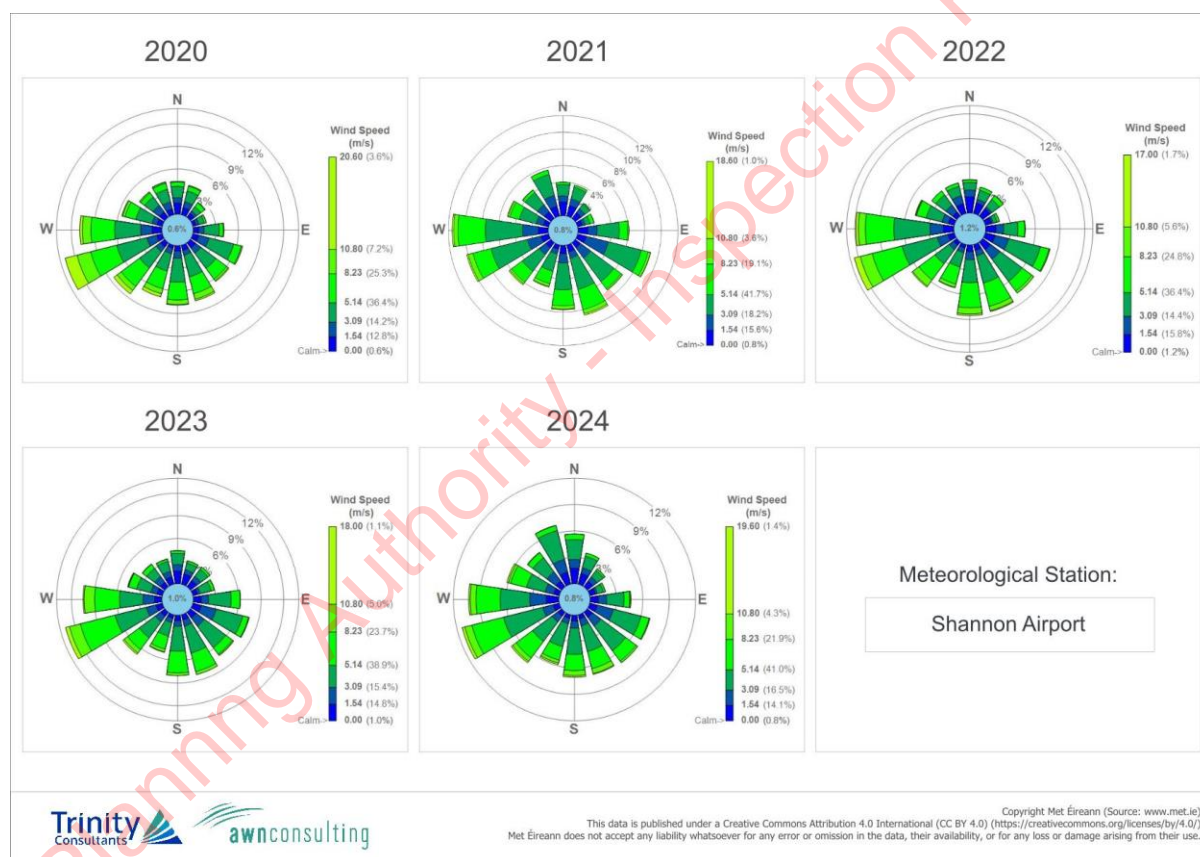 2020
N
W
E
S
12%
9%
6%
3%
0.6%
Wind Speed
(m/s)
20.60 (3.6%)
10.80 (7.2%)
8.23 (25.3%)
5.14 (36.4%)
3.09 (14.2%)
1.54 (12.8%)
Calm-> 0.00 (0.6%)
2021
N
S
12%
10%
8%
6%
4%
0.8%
Wind Speed
(m/s)
18.60 (1.0%)
10.80 (3.6%)
8.23 (19.1%)
5.14 (41.7%)
3.09 (18.2%)
1.54 (15.6%)
Calm-> 0.00 (0.8%)
2022
N
W
E
S
12%
9%
6%
1.2%
Wind Speed
(m/s)
17.00 (1.7%)
10.80 (5.6%)
8.23 (24.8%)
5.14 (36.4%)
3.09 (14.4%)
1.54 (15.8%)
Calm-> 0.00 (1.2%)
2023
N
W
E
S
12%
9%
6%
1.0%
Wind Speed
(m/s)
18.00 (1.1%)
10.80 (5.0%)
8.23 (23.7%)
5.14 (38.9%)
3.09 (15.4%)
1.54 (14.8%)
Calm-> 0.00 (1.0%)
2024
N
W
E
S
12%
9%
6%
3%
0.8%
Wind Speed
(m/s)
19.60 (1.4%)
10.80 (4.3%)
8.23 (21.9%)
5.14 (41.0%)
3.09 (16.5%)
1.54 (14.1%)
Calm-> 0.00 (0.8%)
Meteorological Station:
Shannon Airport
Planning Authority - Inspection
Trinity
Consultants
awnconsulting
Copyright Met Éireann (Source: www.met.ie)
This data is published under a Creative Commons Attribution 4.0 International (CC BY 4.0) (https://creativecommons.org/licenses/by/4.0/)
Met Éireann does not accept any liability whatsoever for any error or omission in the data, their availability, or for any loss or damage arising from their use.